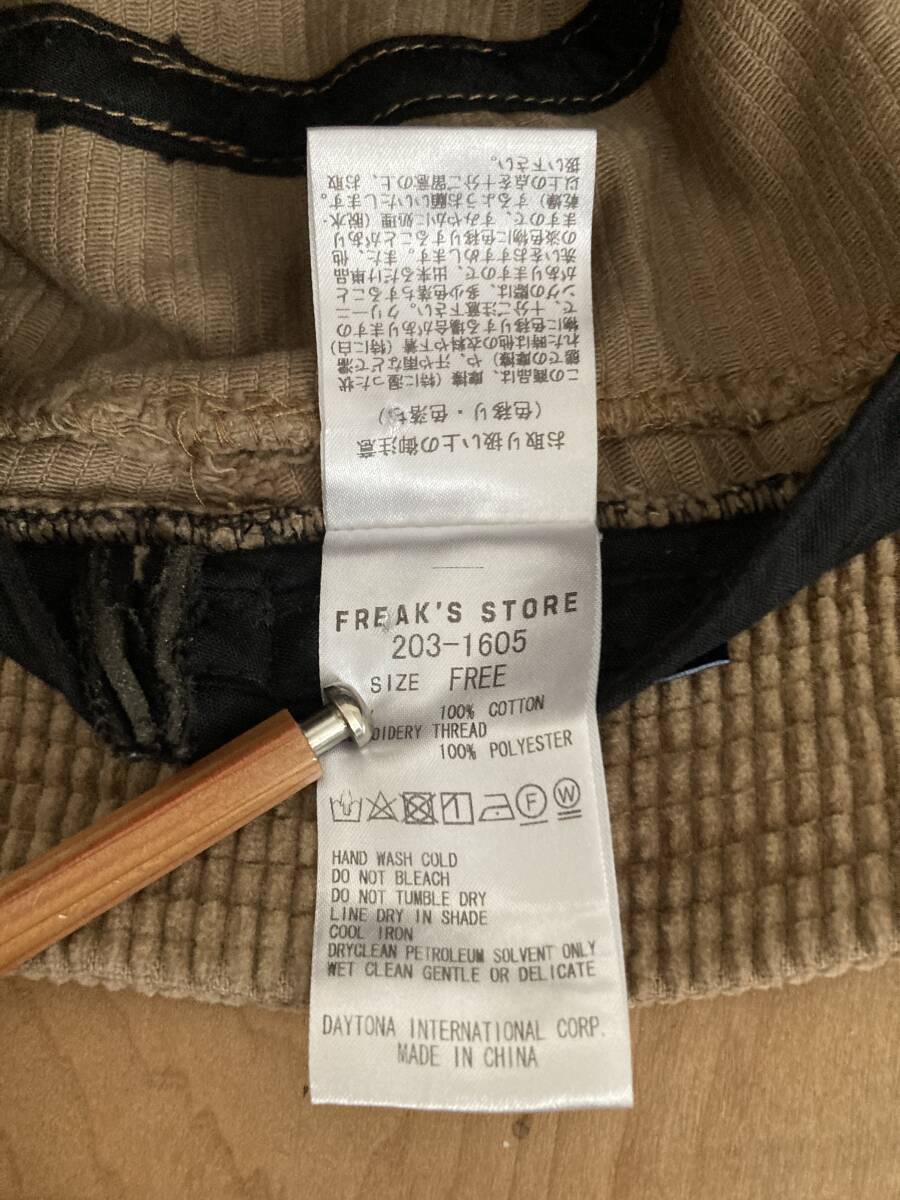 お取り扱い上の御注意
(色移り・色落ち)
この商品は、摩擦(特に湿った状
態での摩擦)や、汗や雨などで濡
れた時は他の衣料や下着(特に白)
物に色移りする場合がありますの
で、十分ご注意下さい。クリーニ
ングの際は、多少色落ちすること
がありますので、出来るだけ単品
洗いをおすすめします。また、他
の淡色物に色移りすることがあり
ますので、すみやかに処理(脱水・
乾燥)するようお願いいたします。
以上の点を十分ご留意の上、お取
扱い下さい。
FREAK'S STORE
203-1605
SIZE FREE
100% COTTON
OIDERY THREAD
100% POLYESTER
1 F W
HAND WASH COLD
DO NOT BLEACH
DO NOT TUMBLE DRY
LINE DRY IN SHADE
COOL IRON
DRYCLEAN PETROLEUM SOLVENT ONLY
WET CLEAN GENTLE OR DELICATE
DAYTONA INTERNATIONAL CORP.
MADE IN CHINA